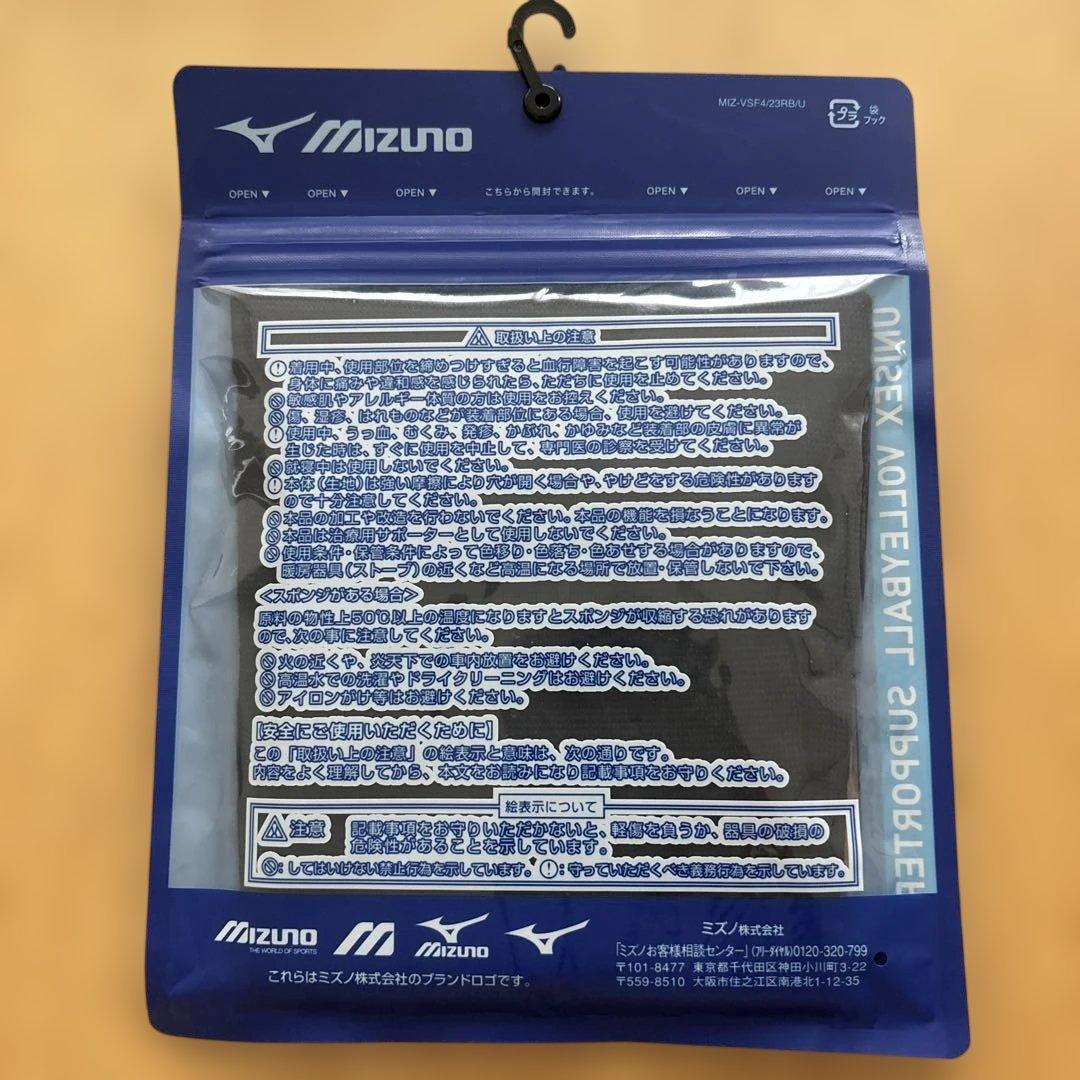 MIZ-VSF4/23RB/U
プラ
袋
フック
MIZUNO
OPEN▼ OPEN▼ OPEN▼ こちらから開封できます。 OPEN▼ OPEN▼ OPEN▼
取扱い上の注意
着用中、使用部位を締めつけすぎると血行障害を起こす可能性がありますので、
身体に痛みや違和感を感じられたら、ただちに使用を止めてください。
敏感肌やアレルギー体質の方は使用をお控えください。
傷、湿疹、はれものなどが装着部位にある場合、使用を避けてください。
使用中、うっ血、むくみ、発疹、かぶれ、かゆみなど装着部の皮膚に異常が
生じた時は、すぐに使用を中止して、専門医の診察を受けてください。
就寝中は使用しないでください。
本体(生地)は強い摩擦により穴が開く場合や、やけどをする危険性があります
ので十分注意してください。
本品の加工や改造を行わないでください。本品の機能を損なうことになります。
本品は治療用サポーターとして使用しないでください。
使用条件・保管条件によって色移り・色落ち・色あせする場合がありますので、
暖房器具(ストーブ)の近くなど高温になる場所で放置・保管しないで下さい。
<スポンジがある場合>
原料の物性上50℃以上の温度になりますとスポンジが収縮する恐れがあります
ので、次の事に注意してください。
火の近くや、炎天下での車内放置をお避けください。
高温水での洗濯やドライクリーニングはお避けください。
アイロンがけ等はお避けください。
[安全にご使用いただくために]
この「取扱い上の注意」の絵表示と意味は、次の通りです。
内容をよく理解してから、本文をお読みになり記載事項をお守りください。
絵表示について
注意 記載事項をお守りいただかないと、軽傷を負うか、器具の破損の
危険性があることを示しています。
:してはいけない禁止行為を示しています。 :守っていただくべき義務行為を示しています。
UNISEX VOLLEYBALL SUPPORTER
MIZUNO
THE WORLD OF SPORTS
MIZUNO
これらはミズノ株式会社のブランドロゴです。
ミズノ株式会社
「ミズノお客様相談センター」(フリーダイヤル)0120-320-799
〒101-8477 東京都千代田区神田小川町3-22
〒559-8510 大阪市住之江区南港北1-12-35